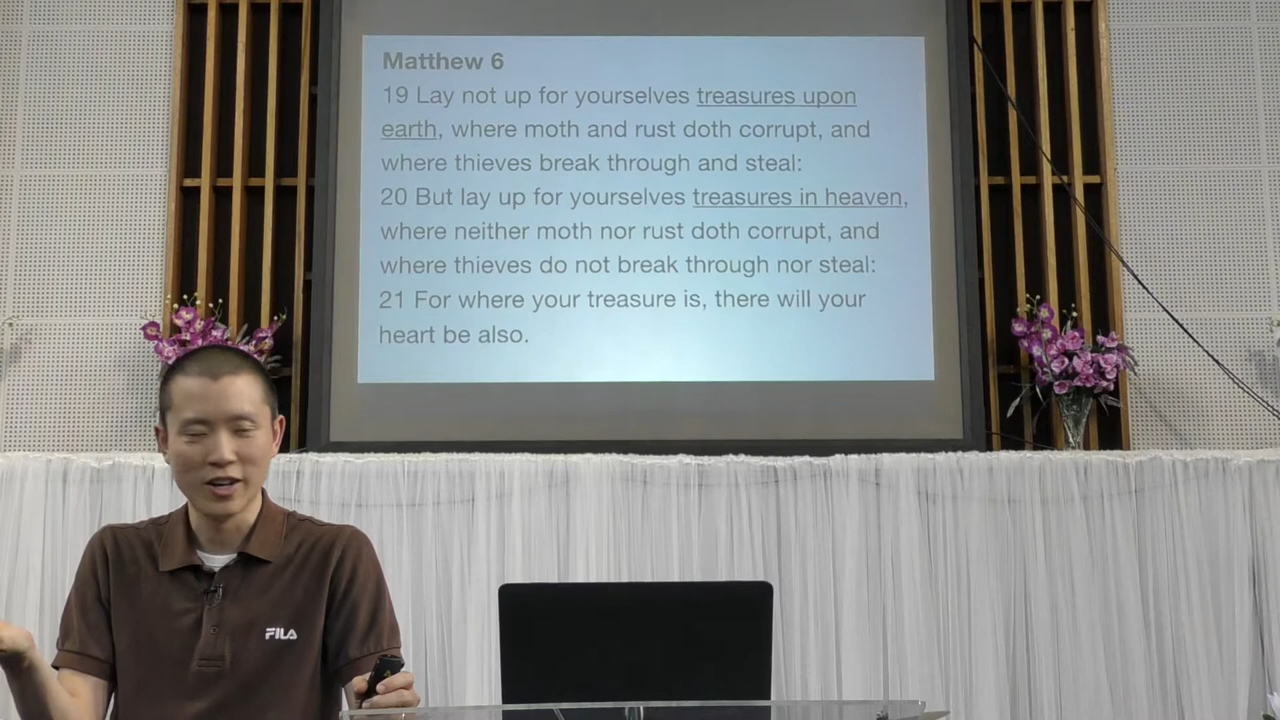 Matthew 6
19 Lay not up for yourselves treasures upon
earth, where moth and rust doth corrupt, and
where thieves break through and steal:
20 But lay up for yourselves treasures in heaven,
where neither moth nor rust doth corrupt, and
where thieves do not break through nor steal:
21 For where your treasure is, there will your
heart be also.
FILA